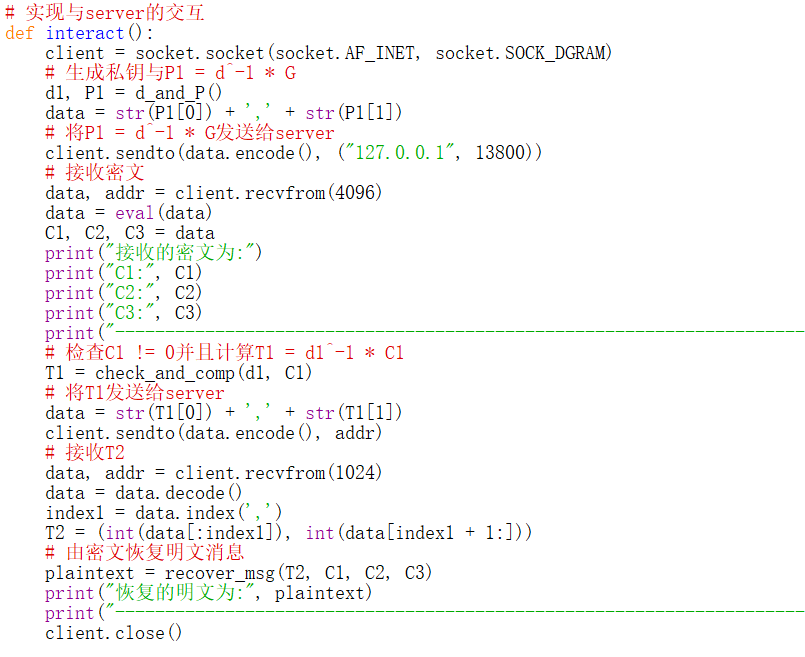 # 实现与server的交互
def interact():
    client = socket.socket(socket.AF_INET, socket.SOCK_DGRAM)
    # 生成私钥与P1 = d^-1 * G
    d1, P1 = d_and_P()
    data = str(P1[0]) + ',' + str(P1[1])
    # 将P1 = d^-1 * G发送给server
    client.sendto(data.encode(), ("127.0.0.1", 13800))
    # 接收密文
    data, addr = client.recvfrom(4096)
    data = eval(data)
    C1, C2, C3 = data
    print("接收的密文为:")
    print("C1:", C1)
    print("C2:", C2)
    print("C3:", C3)
    print("---------------------------------------------------------------------
    # 检查C1 != 0并且计算T1 = d1^-1 * C1
    T1 = check_and_comp(d1, C1)
    # 将T1发送给server
    data = str(T1[0]) + ',' + str(T1[1])
    client.sendto(data.encode(), addr)
    # 接收T2
    data, addr = client.recvfrom(1024)
    data = data.decode()
    index1 = data.index(',')
    T2 = (int(data[:index1]), int(data[index1 + 1:]))
    # 由密文恢复明文消息
    plaintext = recover_msg(T2, C1, C2, C3)
    print("恢复的明文为:", plaintext)
    print("---------------------------------------------------------------------
    client.close()